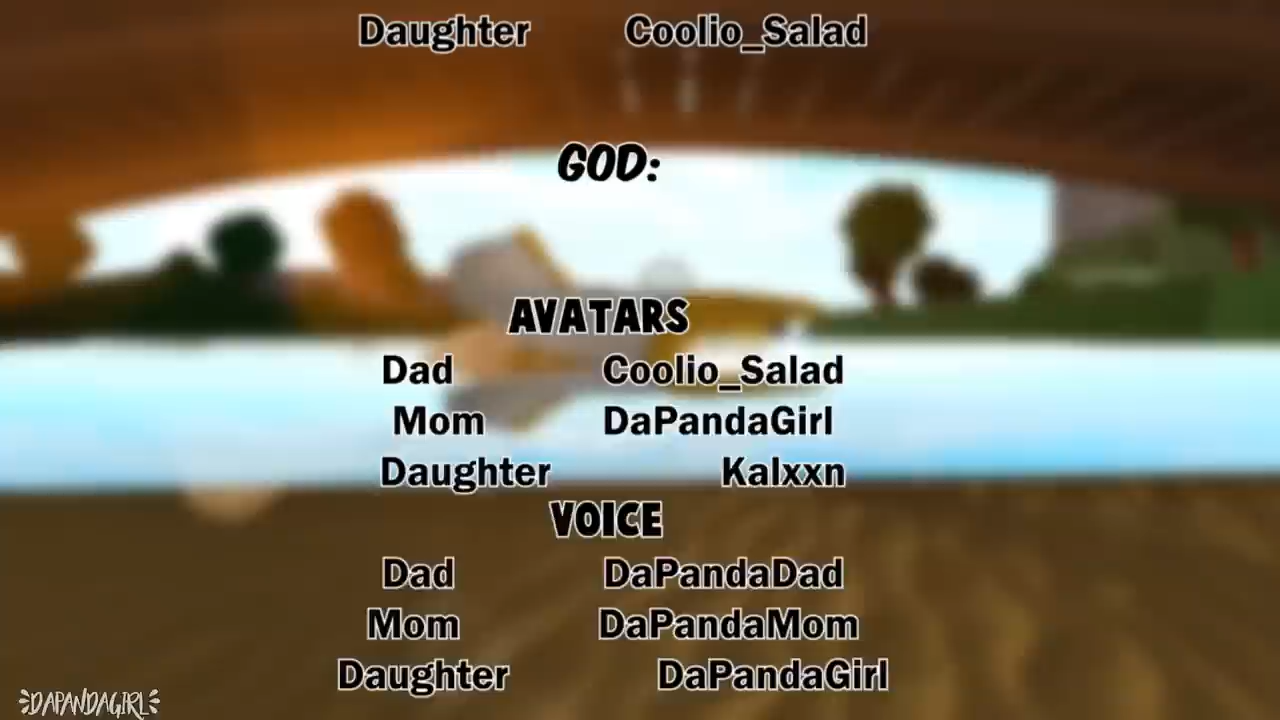 Daughter Coolio_Salad
GOD:
AVATARS
Dad Coolio_Salad
Mom DaPandaGirl
Daughter Kalxxn
VOICE
Dad DaPandaDad
Mom DaPandaMom
Daughter DaPandaGirl
DAPANDAGIRL